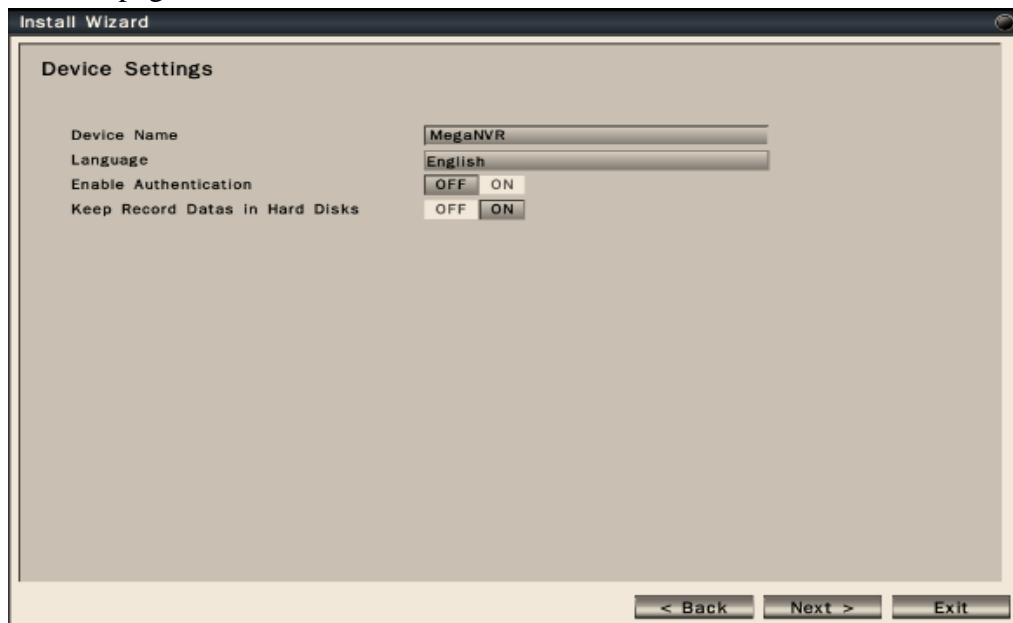 Install Wizard
Device Settings
Device Name MegaNVR
Language English
Enable Authentication OFF ON
Keep Record Datas in Hard Disks OFF ON
< Back Next > Exit